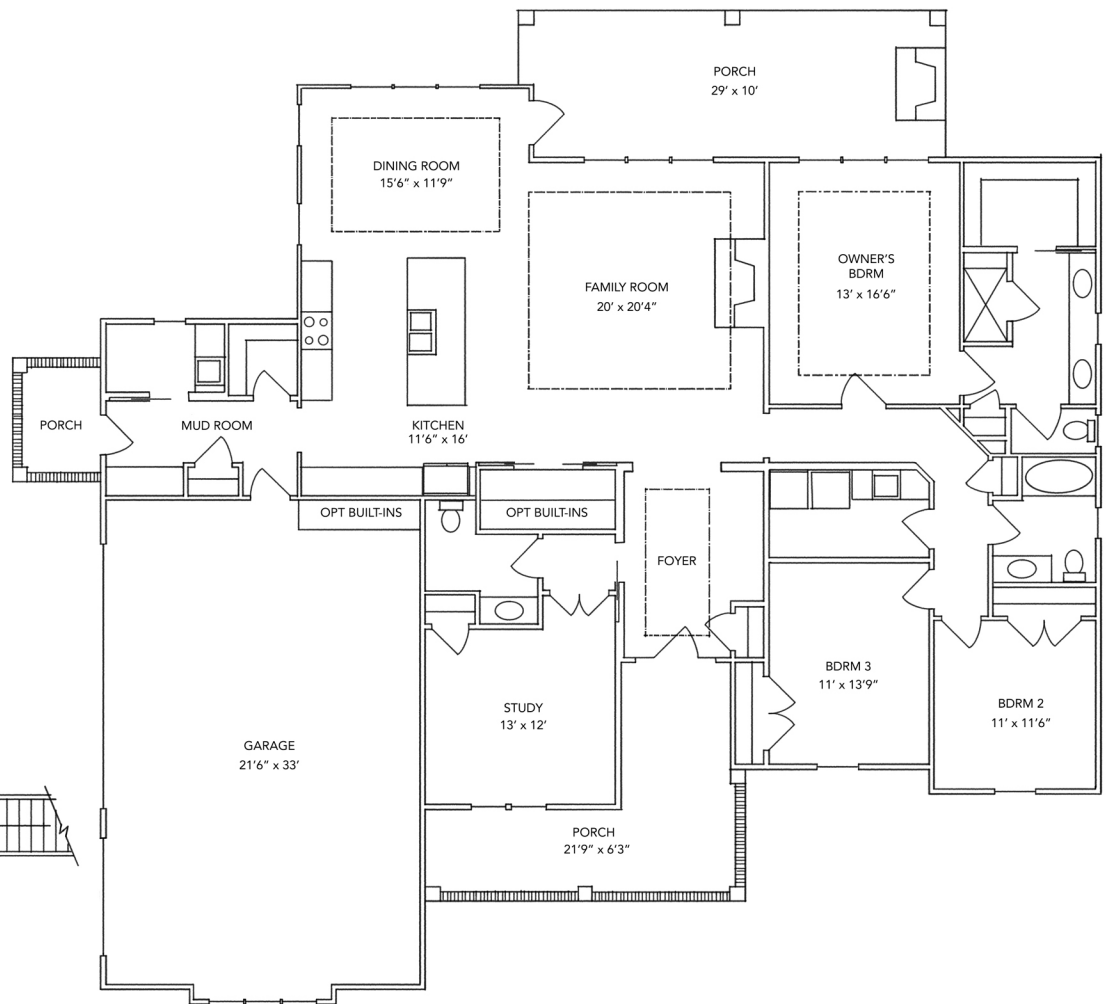 PORCH
29' x 10'
DINING ROOM
15'6" x 11'9"
FAMILY ROOM
20' x 20'4"
OWNER'S
BDRM
13' x 16'6"
PORCH
MUD ROOM
KITCHEN
11'6" x 16'
OPT BUILT-INS
OPT BUILT-INS
FOYER
BDRM 3
11' x 13'9"
BDRM 2
11' x 11'6"
STUDY
13' x 12'
GARAGE
21'6" x 33'
PORCH
21'9" x 6'3"